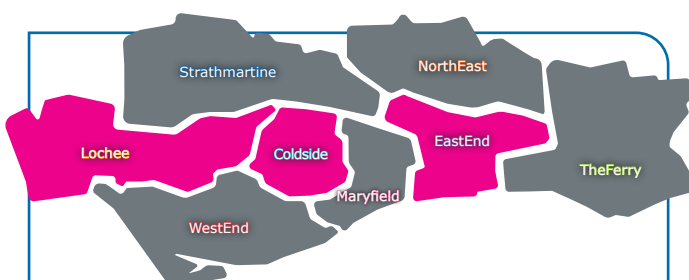 NorthEast
Strathmartine
EastEnd
Lochee
Coldside
TheFerry
Maryfield
WestEnd